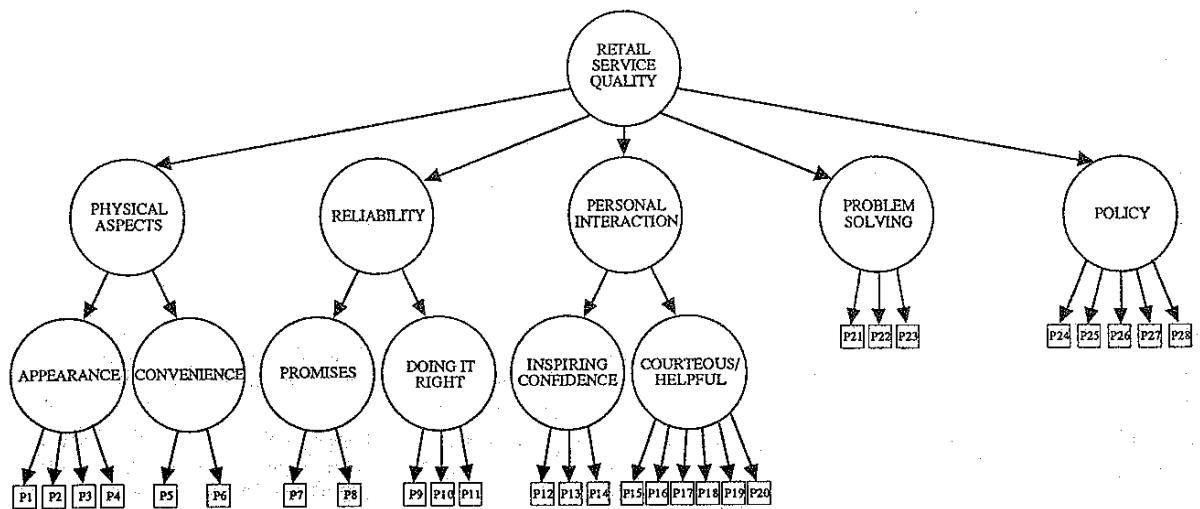 RETAIL
SERVICE
QUALITY
PHYSICAL
ASPECTS
RELIABILITY
PERSONAL
INTERACTION
PROBLEM
SOLVING
POLICY
P21 P22 P23
P24 P25 P26 P27 P28
APPEARANCE
CONVENIENCE
PROMISES
DOING IT
RIGHT
INSPIRING
CONFIDENCE
COURTEOUS/
HELPFUL
P1 P2 P3 P4
P5 P6
P7 P8
P9 P10 P11
P12 P13 P14
P15 P16 P17 P18 P19 P20